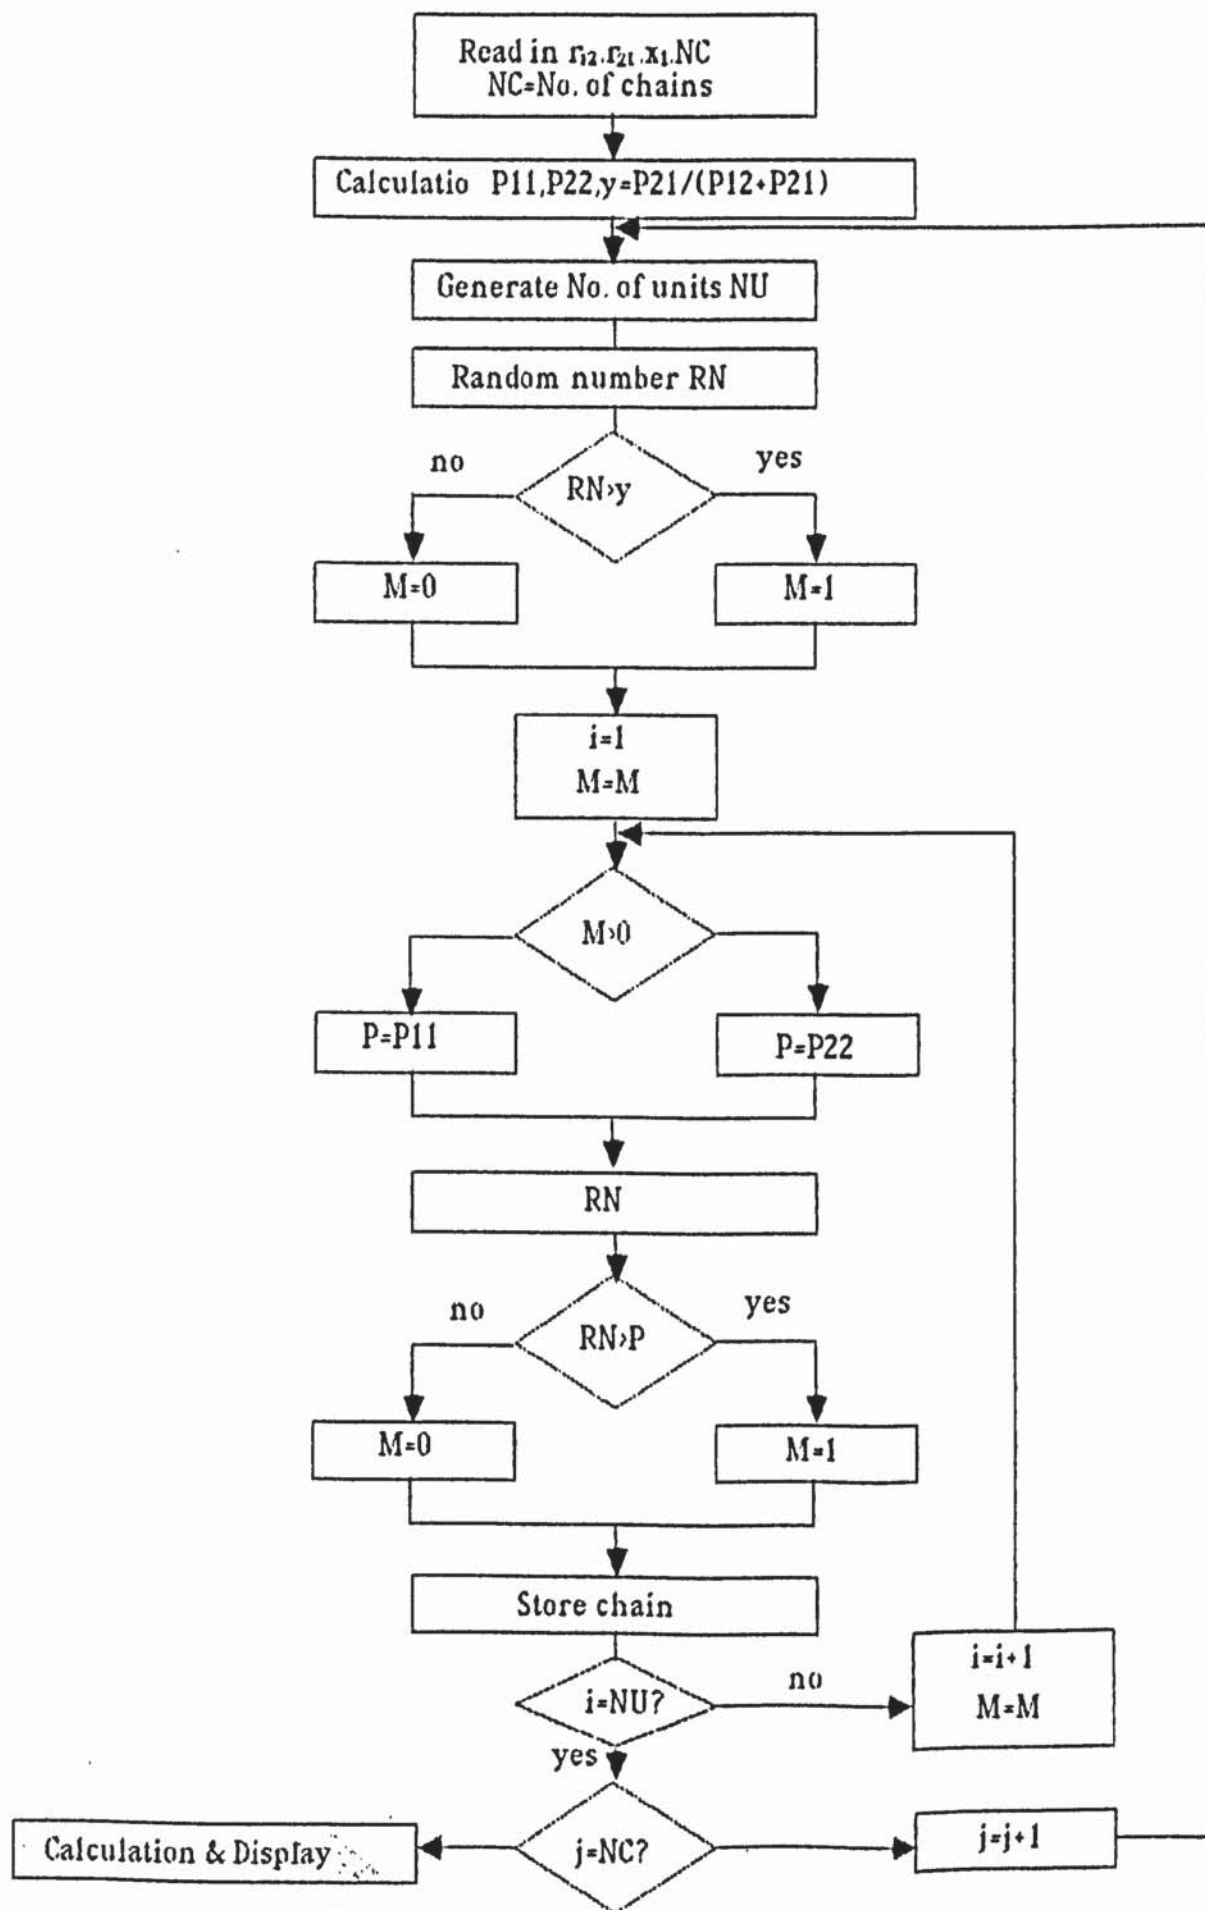 Read in r₁₂.r₂₁.x₁.NC
NC=No. of chains
Calculatio P11,P22,y=P21/(P12+P21)
Generate No. of units NU
Random number RN
no
RN>y
yes
M=0
M=1
i=1
M=M
M>0
P=P11
P=P22
RN
no
RN>P
yes
M=0
M=1
Store chain
i=NU?
no
i=i+1
M=M
yes
Calculation & Display
j=NC?
j=j+1